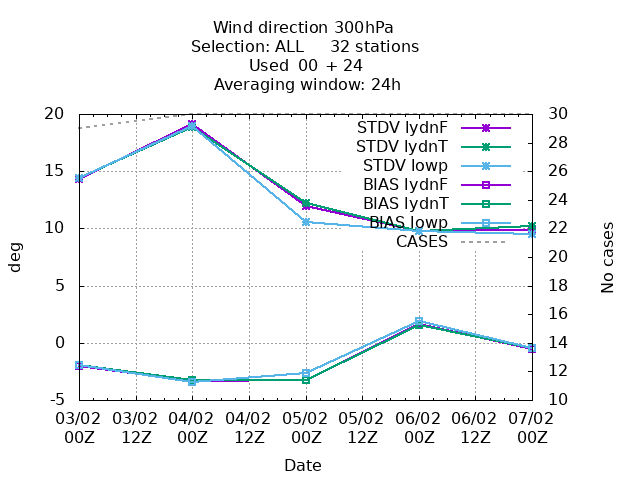 Wind direction 300hPa
Selection: ALL 32 stations
Used 00 + 24
Averaging window: 24h
20
15
10
5
0
-5
deg
STDV lydnF
STDV lydnT
STDV lowp
BIAS lydnF
BIAS lydnT
BIAS lowp
CASES
30
28
26
24
22
20
18
16
14
12
10
No cases
03/02 03/02 04/02 04/02 05/02 05/02 06/02 06/02 07/02
00Z 12Z 00Z 12Z 00Z 12Z 00Z 12Z 00Z
Date